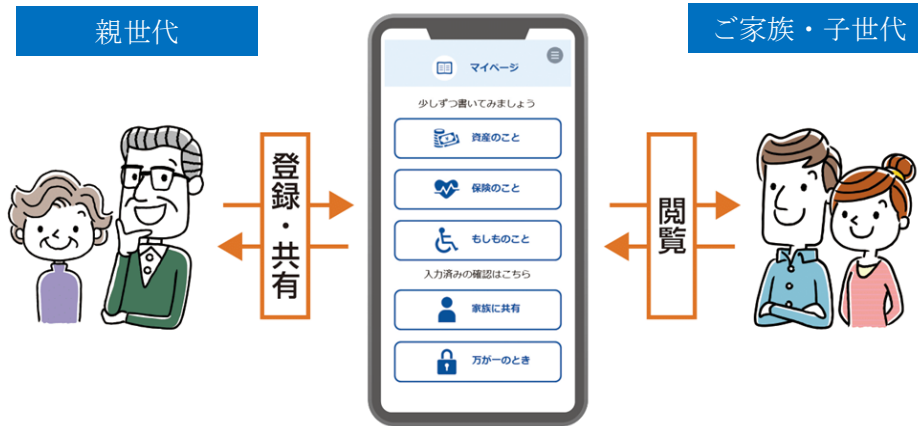 親世代
ご家族・子世代
登録・共有
マイページ
少しずつ書いてみましょう
資産のこと
保険のこと
もしものこと
入力済みの確認はこちら
家族に共有
万が一のとき
閲覧